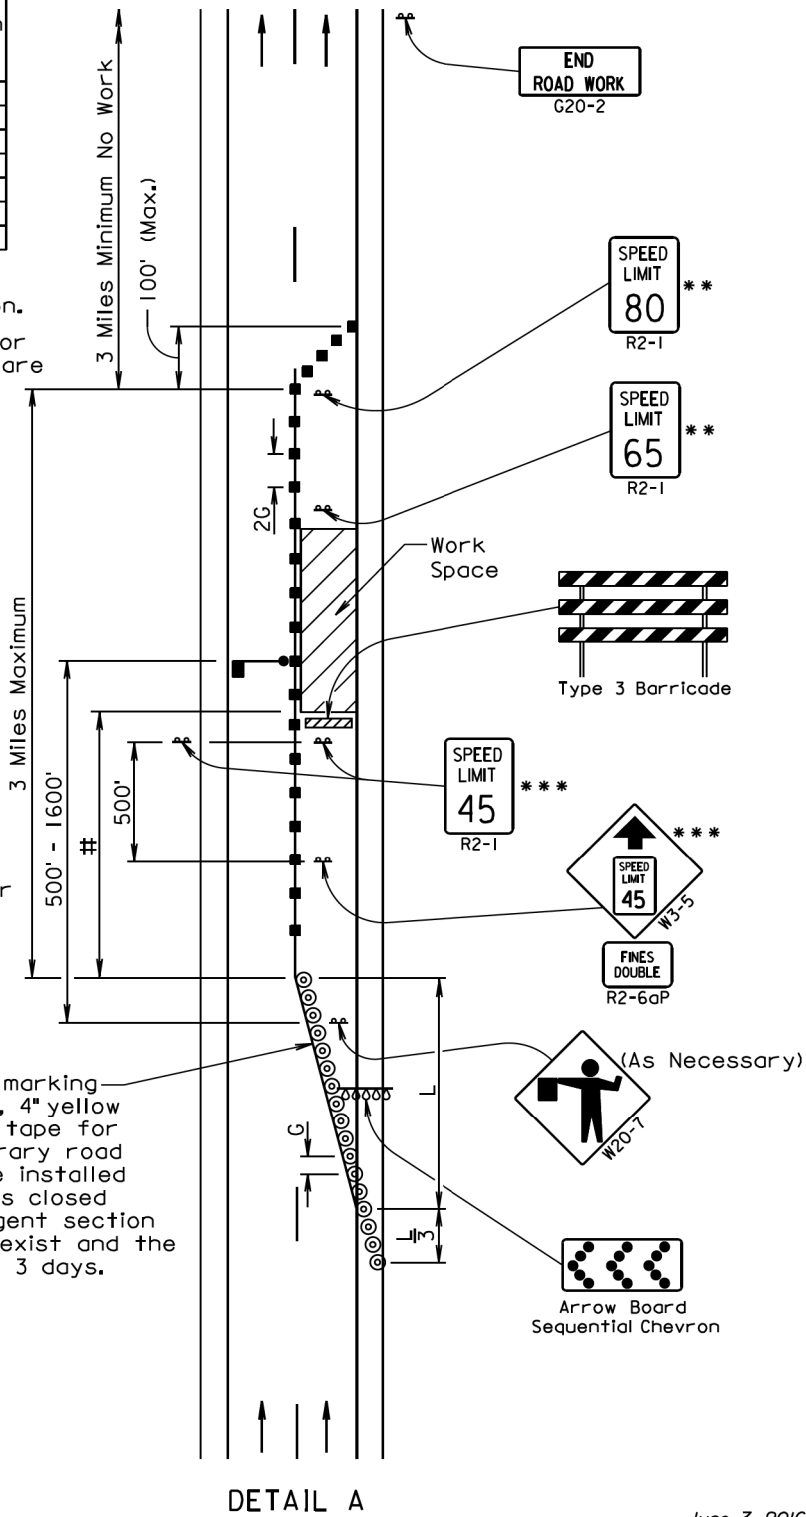 END
ROAD WORK
G20-2
3 Miles Minimum No Work
100' (Max.)
SPEED
LIMIT
80
**
R2-1
or
are
SPEED
LIMIT
65
**
R2-1
2G
Work
Space
Type 3 Barricade
3 Miles Maximum
500' - 1600'
#
500'
SPEED
LIMIT
45
***
R2-1
SPEED
LIMIT
45
***
W3-5
FINES
DOUBLE
R2-6aP
(As Necessary)
W20-7
L
G
L
3
marking
4" yellow
tape for
rary road
e installed
s closed
gent section
exist and the
3 days.
Arrow Board
Sequential Chevron
DETAIL A